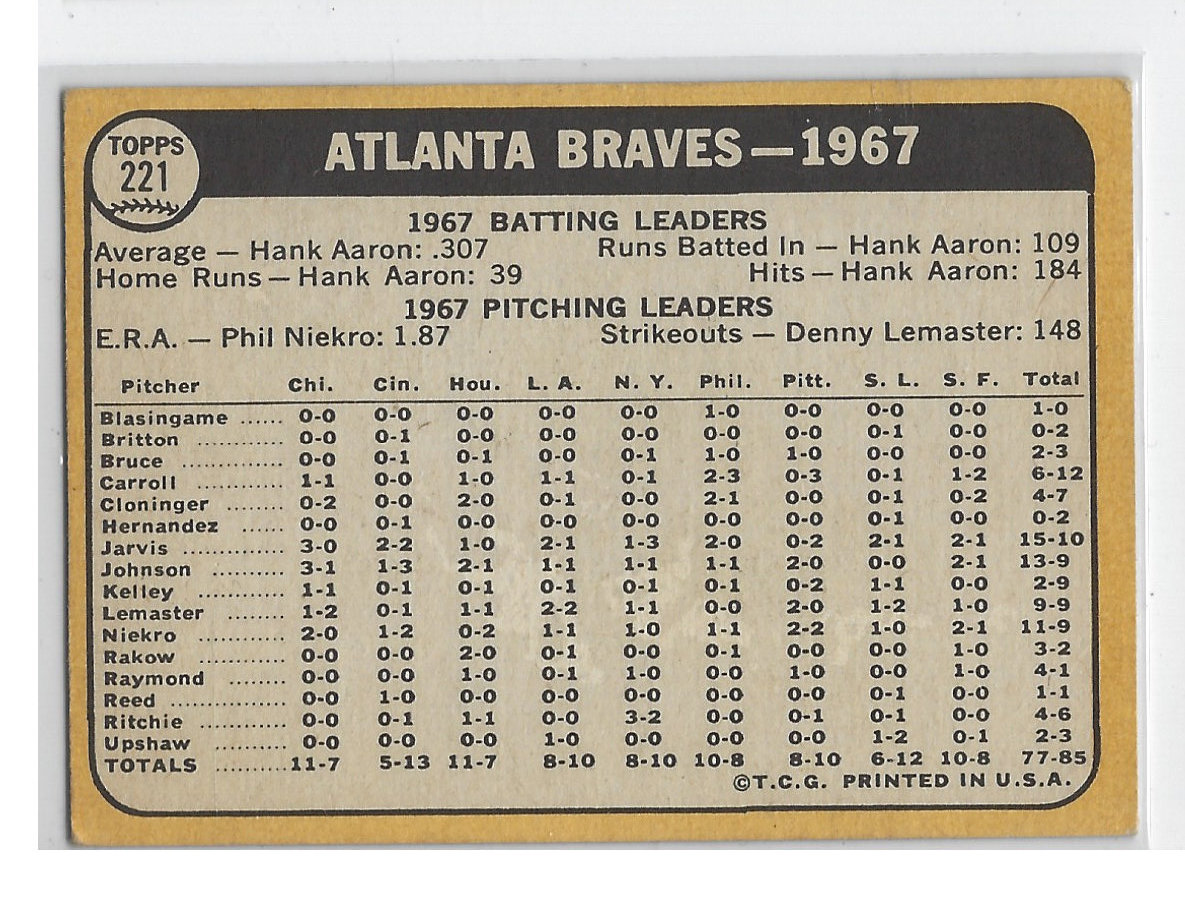 TOPPS
221
ATLANTA BRAVES—1967
1967 BATTING LEADERS
Average — Hank Aaron: .307 Runs Batted In — Hank Aaron: 109
Home Runs — Hank Aaron: 39 Hits — Hank Aaron: 184
1967 PITCHING LEADERS
E.R.A. — Phil Niekro: 1.87 Strikeouts — Denny Lemaster: 148
Pitcher Chi. Cin. Hou. L. A. N. Y. Phil. Pitt. S. L. S. F. Total
Blasingame ...... 0-0 0-0 0-0 0-0 0-0 1-0 0-0 0-0 0-0 1-0
Britton ............ 0-0 0-1 0-0 0-0 0-0 0-0 0-0 0-1 0-0 0-2
Bruce .............. 0-0 0-1 0-1 0-0 0-1 1-0 1-0 0-0 0-0 2-3
Carroll ............ 1-1 0-0 1-0 1-1 0-1 2-3 0-3 0-1 1-2 6-12
Cloninger ........ 0-2 0-0 2-0 0-1 0-0 2-1 0-0 0-1 0-2 4-7
Hernandez ...... 0-0 0-1 0-0 0-0 0-0 0-0 0-0 0-1 0-0 0-2
Jarvis .............. 3-0 2-2 1-0 2-1 1-3 2-0 0-2 2-1 2-1 15-10
Johnson .......... 3-1 1-3 2-1 1-1 1-1 1-1 2-0 0-0 2-1 13-9
Kelley ............ 1-1 0-1 0-1 0-1 0-1 0-1 0-2 1-1 0-0 2-9
Lemaster ........ 1-2 0-1 1-1 2-2 1-1 0-0 2-0 1-2 1-0 9-9
Niekro ............ 2-0 1-2 0-2 1-1 1-0 1-1 2-2 1-0 2-1 11-9
Rakow ............ 0-0 0-0 2-0 0-1 0-0 0-1 0-0 0-0 1-0 3-2
Raymond ........ 0-0 0-0 1-0 0-1 1-0 0-0 1-0 0-0 1-0 4-1
Reed ................ 0-0 1-0 0-0 0-0 0-0 0-0 0-0 0-1 0-0 1-1
Ritchie ............ 0-0 0-1 1-1 0-0 3-2 0-0 0-1 0-1 0-0 4-6
Upshaw .......... 0-0 0-0 0-0 1-0 0-0 0-0 0-0 1-2 0-1 2-3
TOTALS ..........11-7 5-13 11-7 8-10 8-10 10-8 8-10 6-12 10-8 77-85
©T.C.G. PRINTED IN U.S.A.